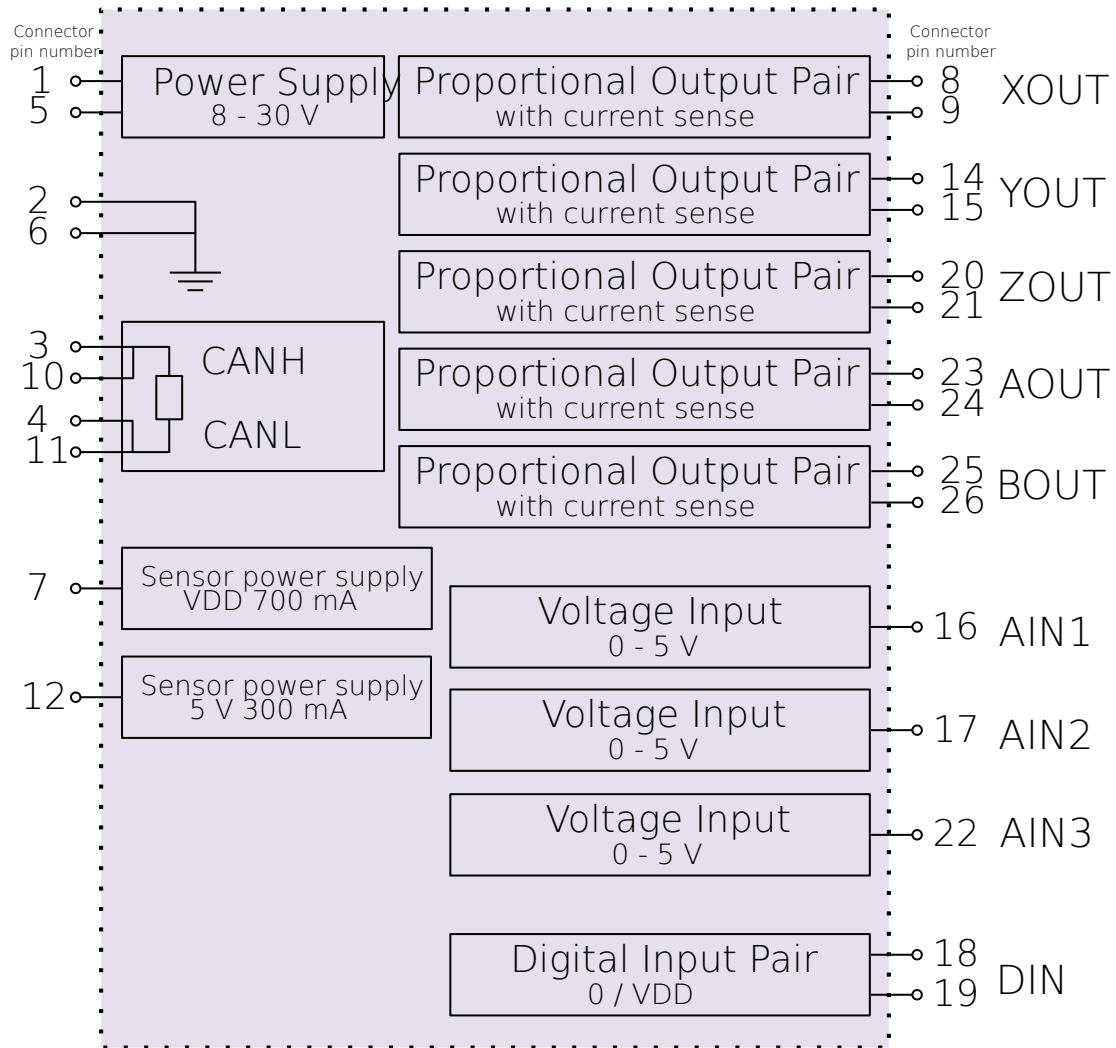 Connector
pin number
1
5
Power Supply
8 - 30 V
2
6
3
10
4
11
CANH
CANL
7
Sensor power supply
VDD 700 mA
12
Sensor power supply
5 V 300 mA
Connector
pin number
Proportional Output Pair
with current sense
8
9
XOUT
Proportional Output Pair
with current sense
14
15
YOUT
Proportional Output Pair
with current sense
20
21
ZOUT
Proportional Output Pair
with current sense
23
24
AOUT
Proportional Output Pair
with current sense
25
26
BOUT
Voltage Input
0 - 5 V
16 AIN1
Voltage Input
0 - 5 V
17 AIN2
Voltage Input
0 - 5 V
22 AIN3
Digital Input Pair
0 / VDD
18
19
DIN